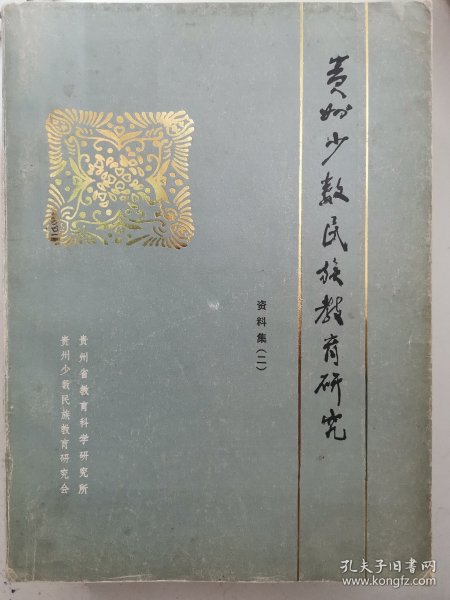 贵州少数民族教育研究
资料集（二）
贵州省教育科学研究所
贵州少数民族教育研究会
孔夫子旧书网
www.kongfz.com